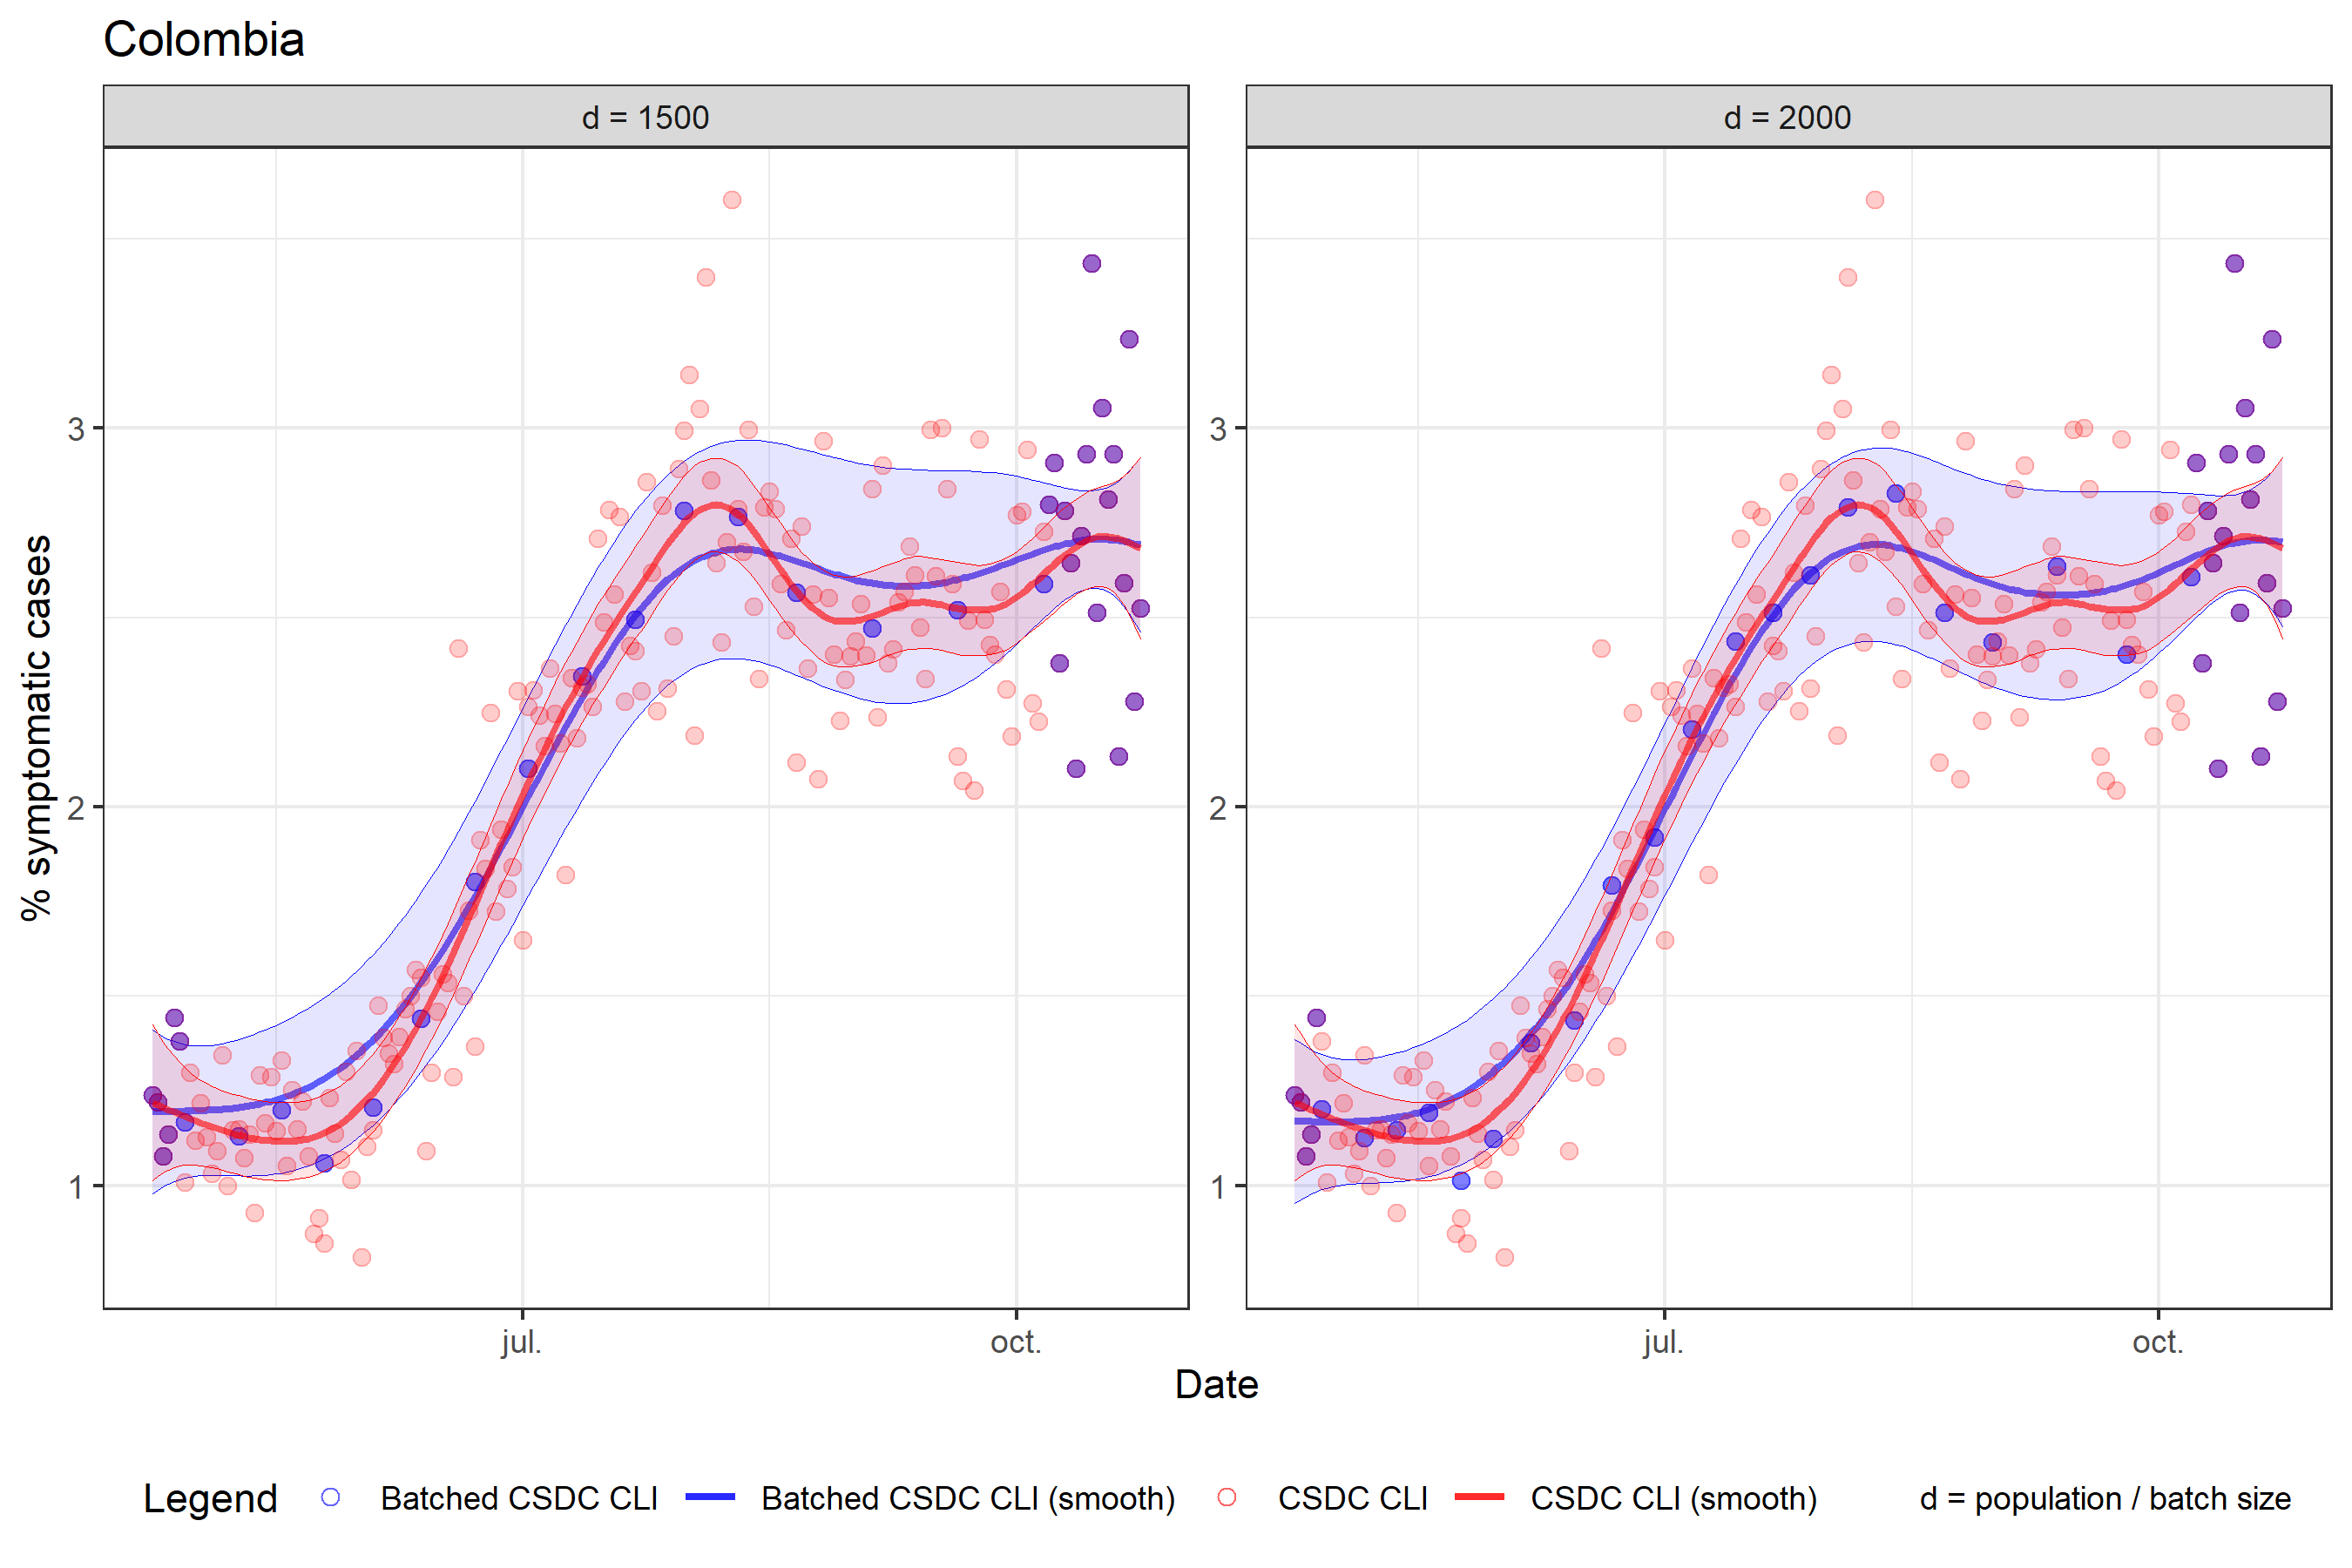 Colombia
d = 1500
d = 2000
% symptomatic cases
3
2
1
3
2
1
jul.
oct.
jul.
oct.
Date
Legend Batched CSDC CLI Batched CSDC CLI (smooth) CSDC CLI CSDC CLI (smooth) d = population / batch size